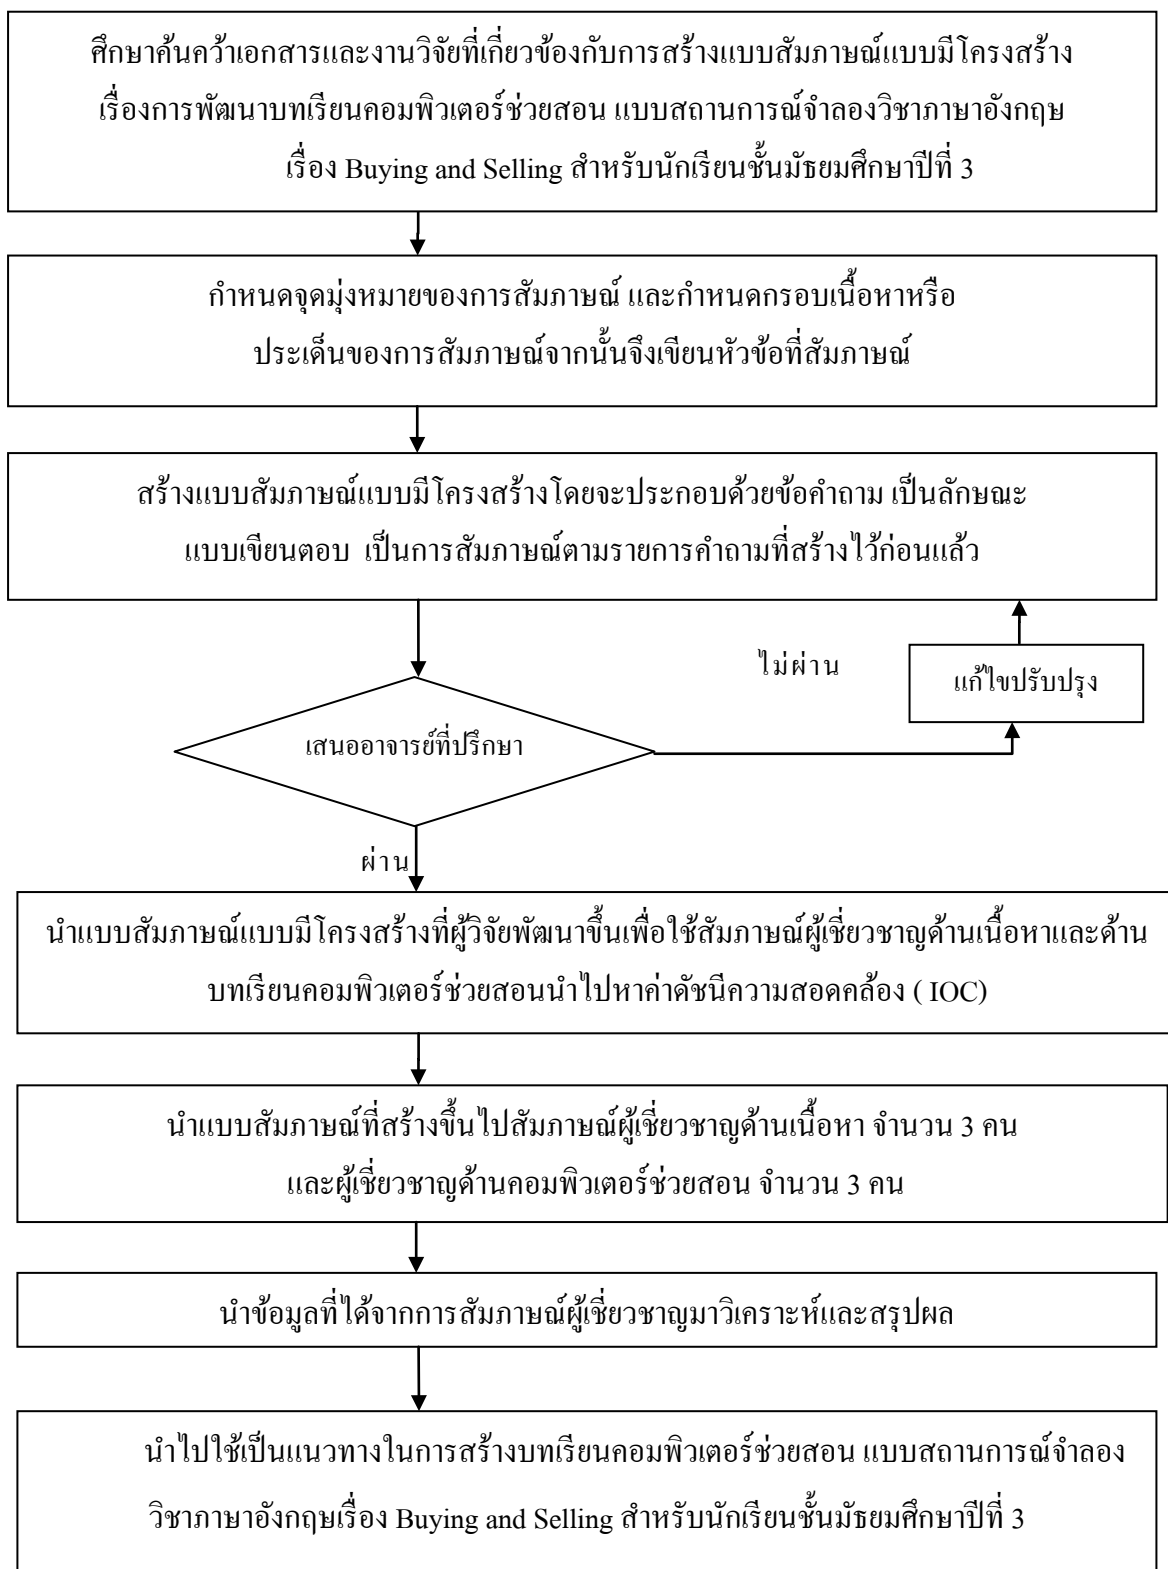 ศึกษาค้นคว้าเอกสารและงานวิจัยที่เกี่ยวข้องกับการสร้างแบบสัมภาษณ์แบบมีโครงสร้าง
เรื่องการพัฒนาบทเรียนคอมพิวเตอร์ช่วยสอน แบบสถานการณ์จำลองวิชาภาษาอังกฤษ
เรื่อง Buying and Selling สำหรับนักเรียนชั้นมัธยมศึกษาปีที่ 3
กำหนดจุดมุ่งหมายของการสัมภาษณ์ และกำหนดกรอบเนื้อหาหรือ
ประเด็นของการสัมภาษณ์จากนั้นจึงเขียนหัวข้อที่สัมภาษณ์
สร้างแบบสัมภาษณ์แบบมีโครงสร้างโดยจะประกอบด้วยข้อคำถาม เป็นลักษณะ
แบบเขียนตอบ เป็นการสัมภาษณ์ตามรายการคำถามที่สร้างไว้ก่อนแล้ว
ไม่ผ่าน
แก้ไขปรับปรุง
เสนออาจารย์ที่ปรึกษา
ผ่าน
นำแบบสัมภาษณ์แบบมีโครงสร้างที่ผู้วิจัยพัฒนาขึ้นเพื่อใช้สัมภาษณ์ผู้เชี่ยวชาญด้านเนื้อหาและด้าน
บทเรียนคอมพิวเตอร์ช่วยสอนนำไปหาค่าดัชนีความสอดคล้อง ( IOC)
นำแบบสัมภาษณ์ที่สร้างขึ้นไปสัมภาษณ์ผู้เชี่ยวชาญด้านเนื้อหา จำนวน 3 คน
และผู้เชี่ยวชาญด้านคอมพิวเตอร์ช่วยสอน จำนวน 3 คน
นำข้อมูลที่ได้จากการสัมภาษณ์ผู้เชี่ยวชาญมาวิเคราะห์และสรุปผล
นำไปใช้เป็นแนวทางในการสร้างบทเรียนคอมพิวเตอร์ช่วยสอน แบบสถานการณ์จำลอง
วิชาภาษาอังกฤษเรื่อง Buying and Selling สำหรับนักเรียนชั้นมัธยมศึกษาปีที่ 3